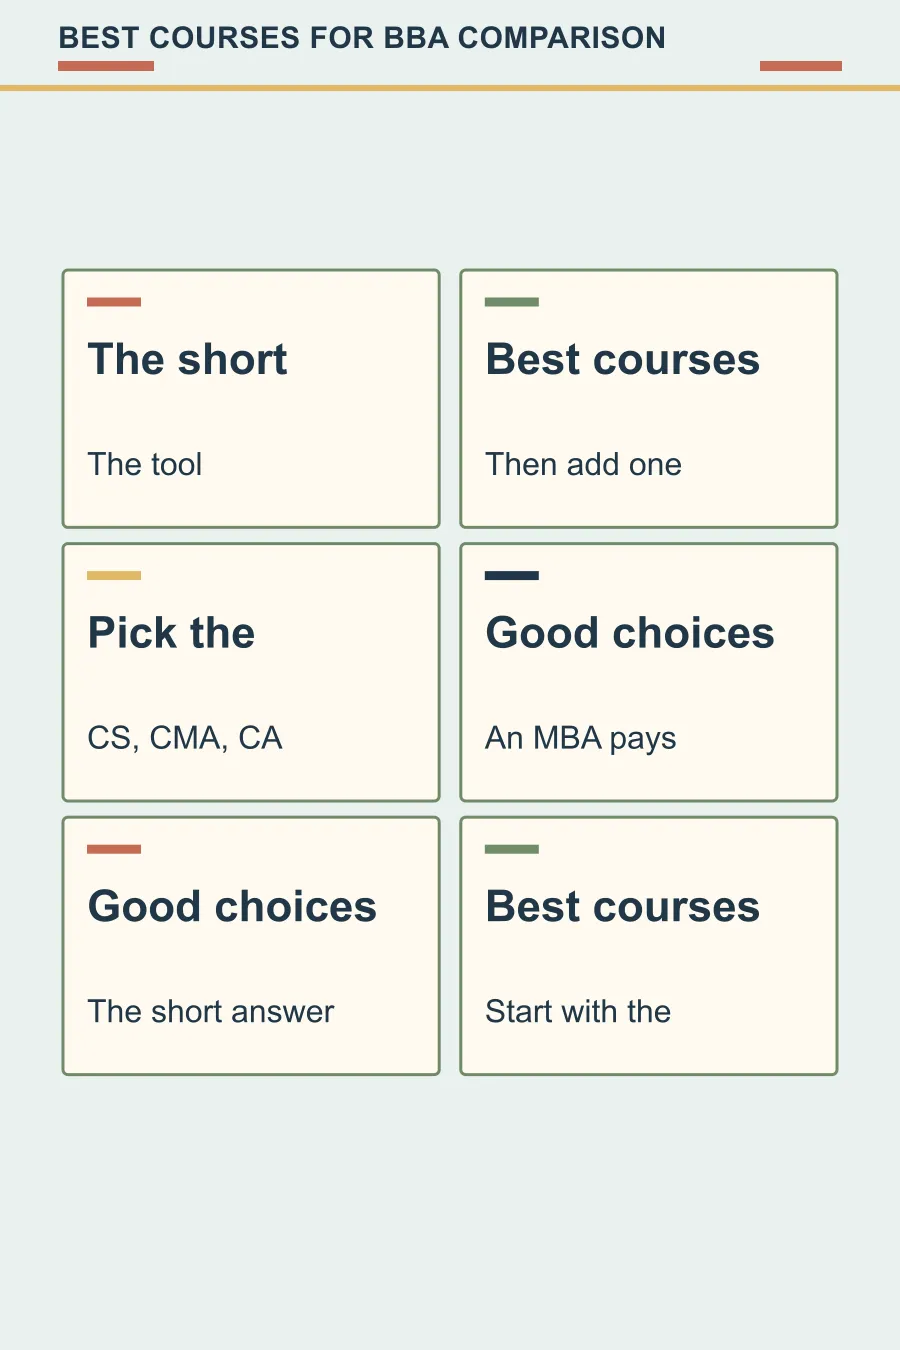 BEST COURSES FOR BBA COMPARISON
The short
The tool
Best courses
Then add one
Pick the
CS, CMA, CA
Good choices
An MBA pays
Good choices
The short answer
Best courses
Start with the